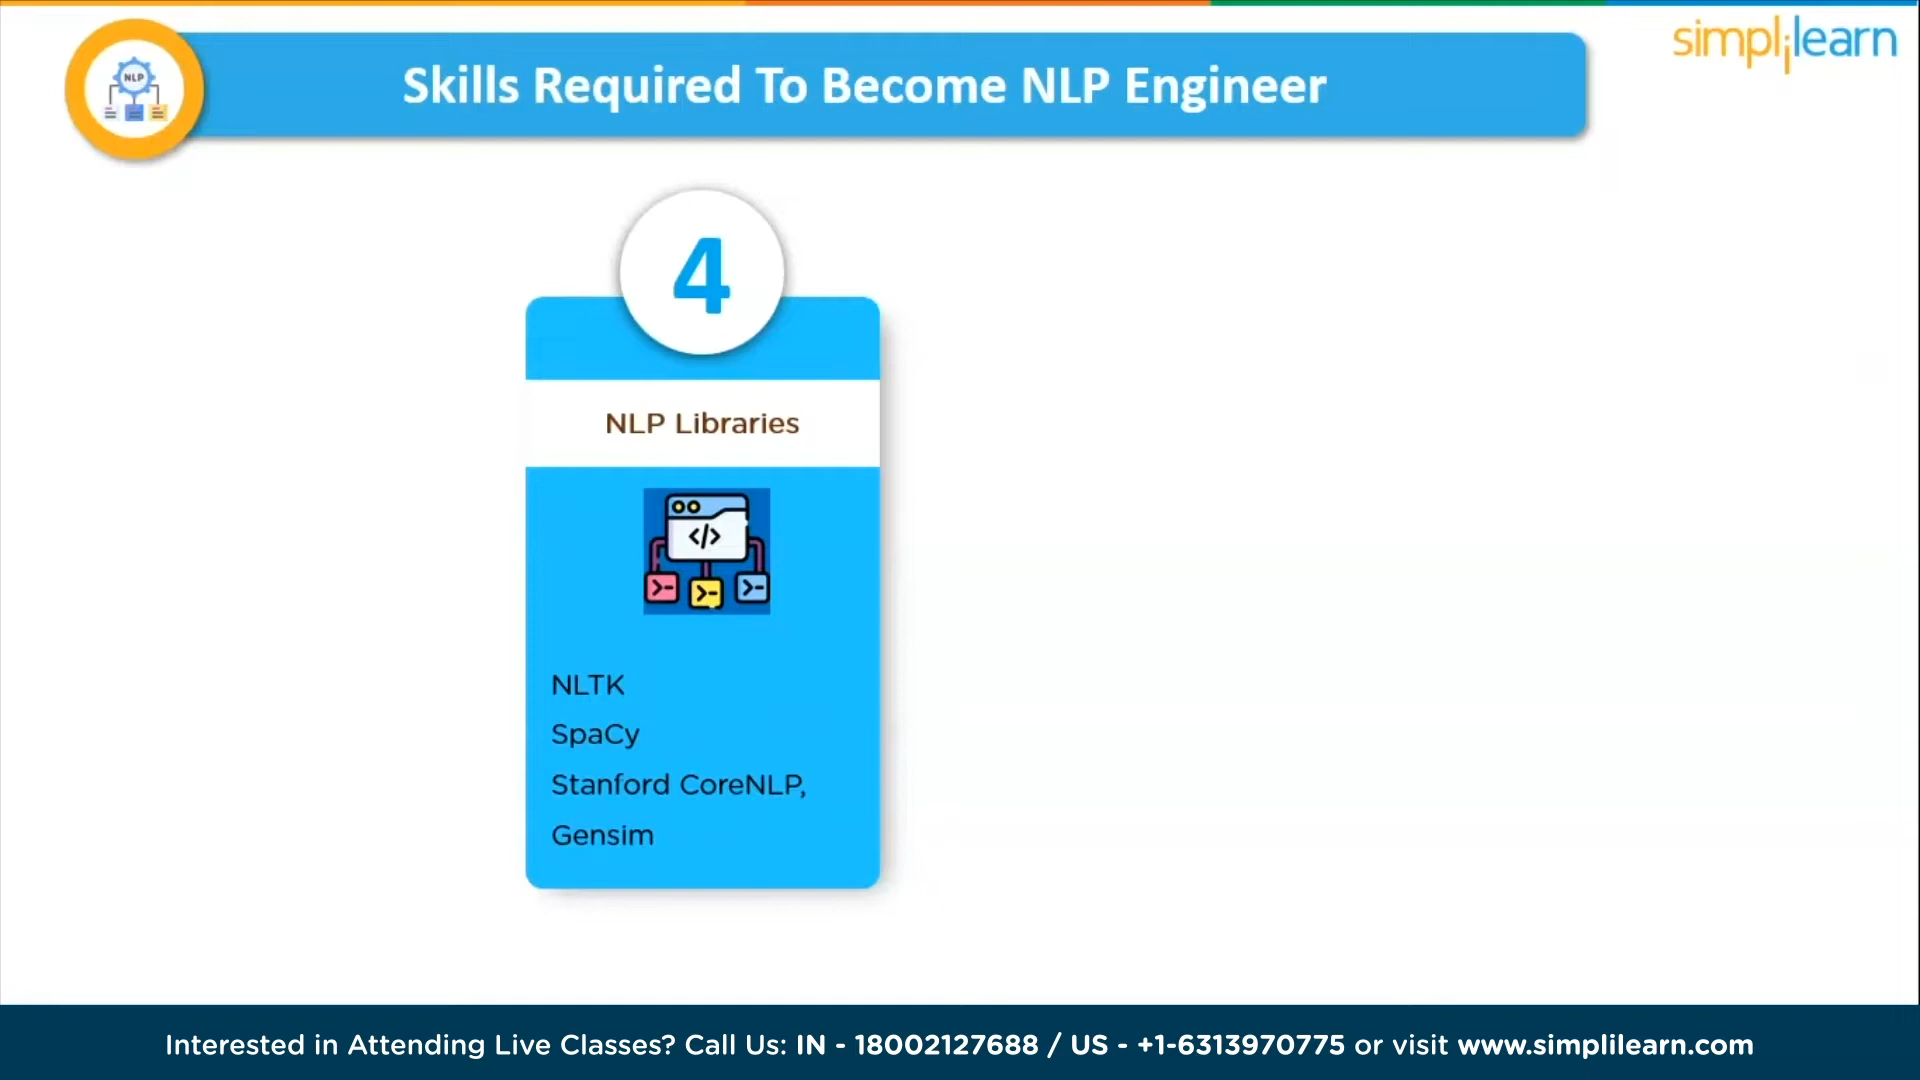 NLP
Skills Required To Become NLP Engineer
simplilearn
4
NLP Libraries
</>
>-
>-
>-
NLTK
SpaCy
Stanford CoreNLP,
Gensim
Interested in Attending Live Classes? Call Us: IN - 18002127688 / US - +1-6313970775 or visit www.simplilearn.com